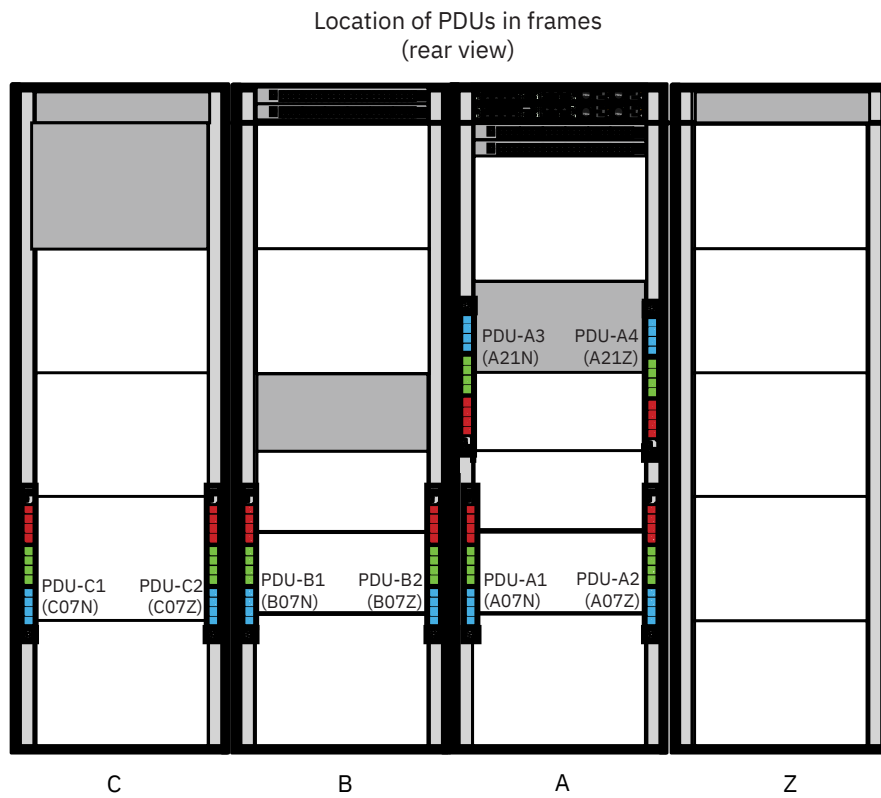 Location of PDUs in frames
(rear view)
PDU-A3 PDU-A4
(A21N) (A21Z)
PDU-C1 PDU-C2
(C07N) (C07Z)
PDU-B1 PDU-B2
(B07N) (B07Z)
PDU-A1 PDU-A2
(A07N) (A07Z)
C B A Z